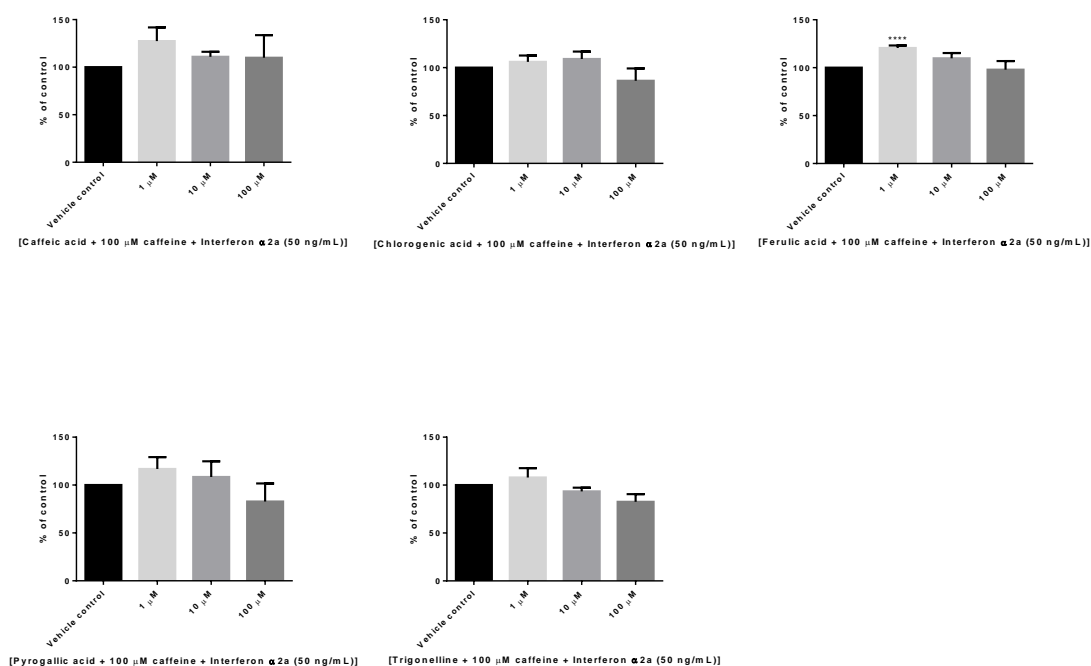 150
100
50
0
% of control
Vehicle control
1 μM
10 μM
100 μM
[Caffeic acid + 100 μM caffeine + Interferon α2a (50 ng/mL)]
150
100
50
0
% of control
Vehicle control
1 μM
10 μM
100 μM
[Chlorogenic acid + 100 μM caffeine + Interferon α2a (50 ng/mL)]
150
100
50
0
% of control
****
Vehicle control
1 μM
10 μM
100 μM
[Ferulic acid + 100 μM caffeine + Interferon α2a (50 ng/mL)]
150
100
50
0
% of control
Vehicle control
1 μM
10 μM
100 μM
[Pyrogallic acid + 100 μM caffeine + Interferon α2a (50 ng/mL)]
150
100
50
0
% of control
Vehicle control
1 μM
10 μM
100 μM
[Trigonelline + 100 μM caffeine + Interferon α2a (50 ng/mL)]